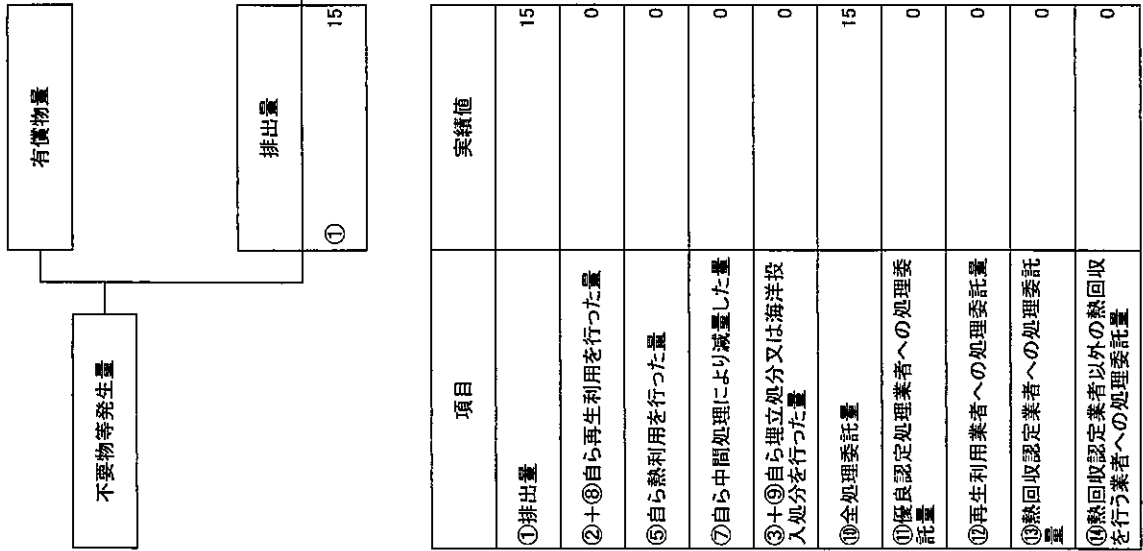 不要物等発生量
有償物量
排出量
①
15
項目 実績値
①排出量 15
②+⑧自ら再生利用を行った量 0
⑤自ら熱利用を行った量 0
⑦自ら中間処理により減量した量 0
③+⑨自ら埋立処分又は海洋投
入処分を行った量 0
⑩全処理委託量 15
⑪優良認定処理業者への処理委
託量 0
⑫再生利用業者への処理委託量 0
⑬熱回収認定業者への処理委託
量 0
⑭熱回収認定業者以外の熱回収
を行う業者への処理委託量 0